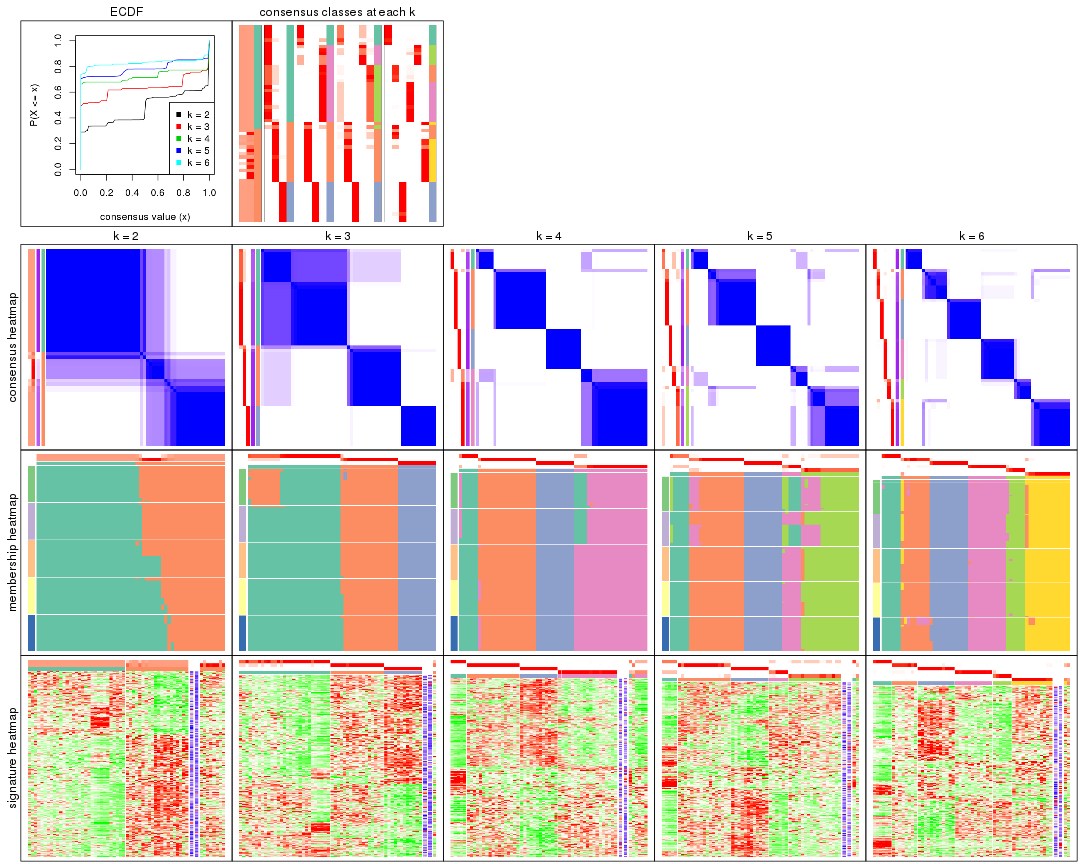 ECDF
consensus classes at each k
P(X <= x)
0.0
0.2
0.4
0.6
0.8
1.0
k = 2
k = 3
k = 4
k = 5
k = 6
0.0 0.2 0.4 0.6 0.8 1.0
consensus value (x)
k = 2
k = 3
k = 4
k = 5
k = 6
consensus heatmap
membership heatmap
signature heatmap